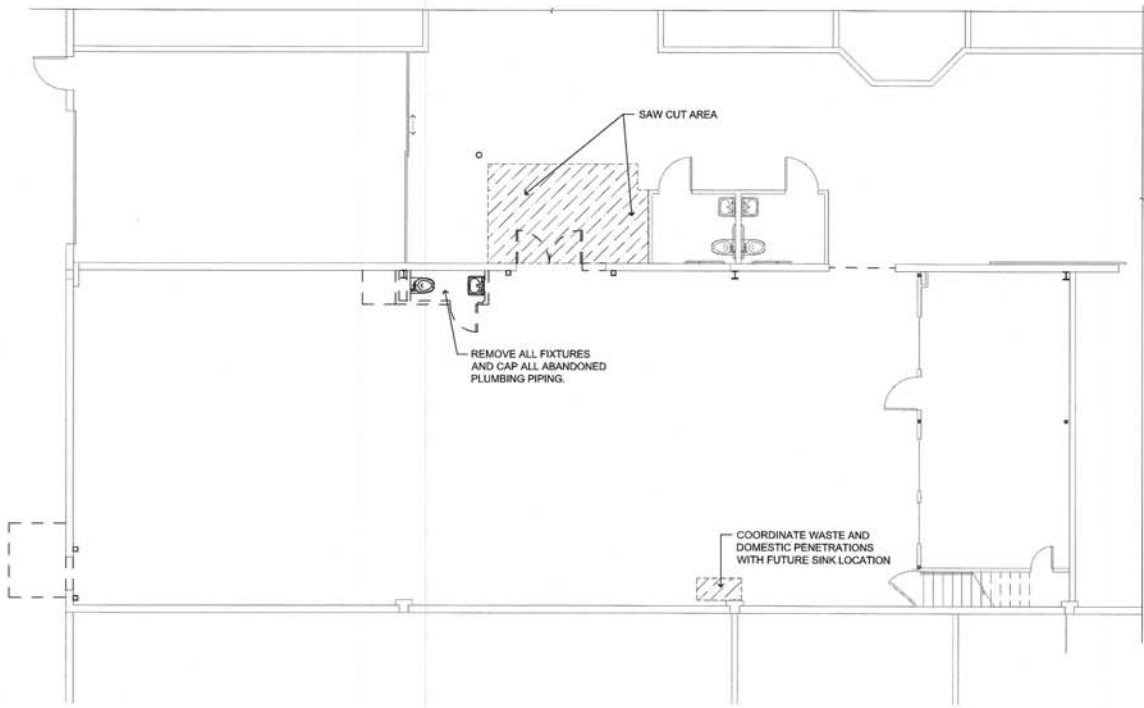 SAW CUT AREA
REMOVE ALL FIXTURES
AND CAP ALL ABANDONED
PLUMBING PIPING.
COORDINATE WASTE AND
DOMESTIC PENETRATIONS
WITH FUTURE SINK LOCATION